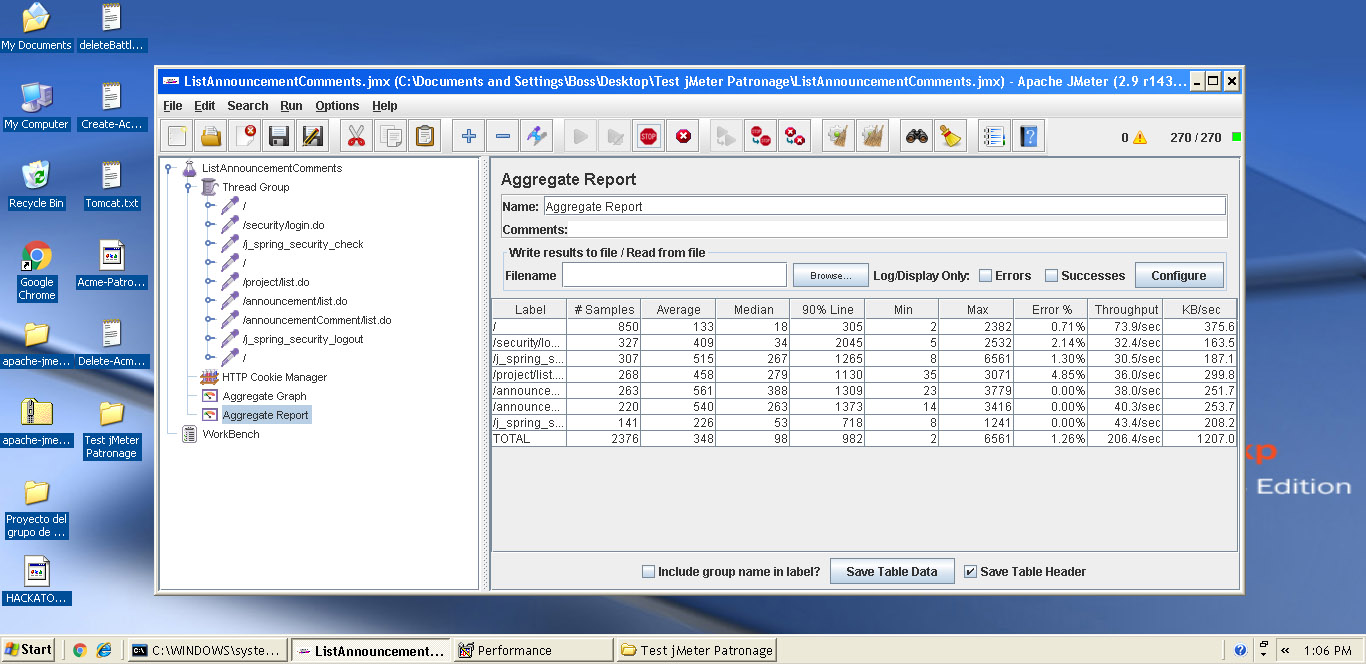 My Documents
deleteBattl...
My Computer
Create-Ac...
Recycle Bin
Tomcat.txt
Google
Chrome
Acme-Patro...
apache-jme...
Delete-Acm...
apache-jme...
Test jMeter
Patronage
Proyecto del
grupo de ...
HACKATO...
ListAnnouncementComments.jmx (C:\Documents and Settings\Boss\Desktop\Test jMeter Patronage\ListAnnouncementComments.jmx) - Apache JMeter (2.9 r143...
File Edit Search Run Options Help
STOP
0 270 / 270
ListAnnouncementComments
Thread Group
/
/security/login.do
/j_spring_security_check
/
/project/list.do
/announcement/list.do
/announcementComment/list.do
/j_spring_security_logout
/
HTTP Cookie Manager
Aggregate Graph
Aggregate Report
WorkBench
Aggregate Report
Name: Aggregate Report
Comments:
Write results to file / Read from file
Filename Browse... Log/Display Only: Errors Successes Configure
Label # Samples Average Median 90% Line Min Max Error % Throughput KB/sec
/ 850 133 18 305 2 2382 0.71% 73.9/sec 375.6
/security/lo... 327 409 34 2045 5 2532 2.14% 32.4/sec 163.5
/j_spring_s... 307 515 267 1265 8 6561 1.30% 30.5/sec 187.1
/project/list.... 268 458 279 1130 35 3071 4.85% 36.0/sec 299.8
/announce... 263 561 388 1309 23 3779 0.00% 38.0/sec 251.7
/announce... 220 540 263 1373 14 3416 0.00% 40.3/sec 253.7
/j_spring_s... 141 226 53 718 8 1241 0.00% 43.4/sec 208.2
TOTAL 2376 348 98 982 2 6561 1.26% 206.4/sec 1207.0
Include group name in label? Save Table Data Save Table Header
xp
Edition
Start C:\WINDOWS\syste... ListAnnouncement... Performance Test jMeter Patronage 1:06 PM